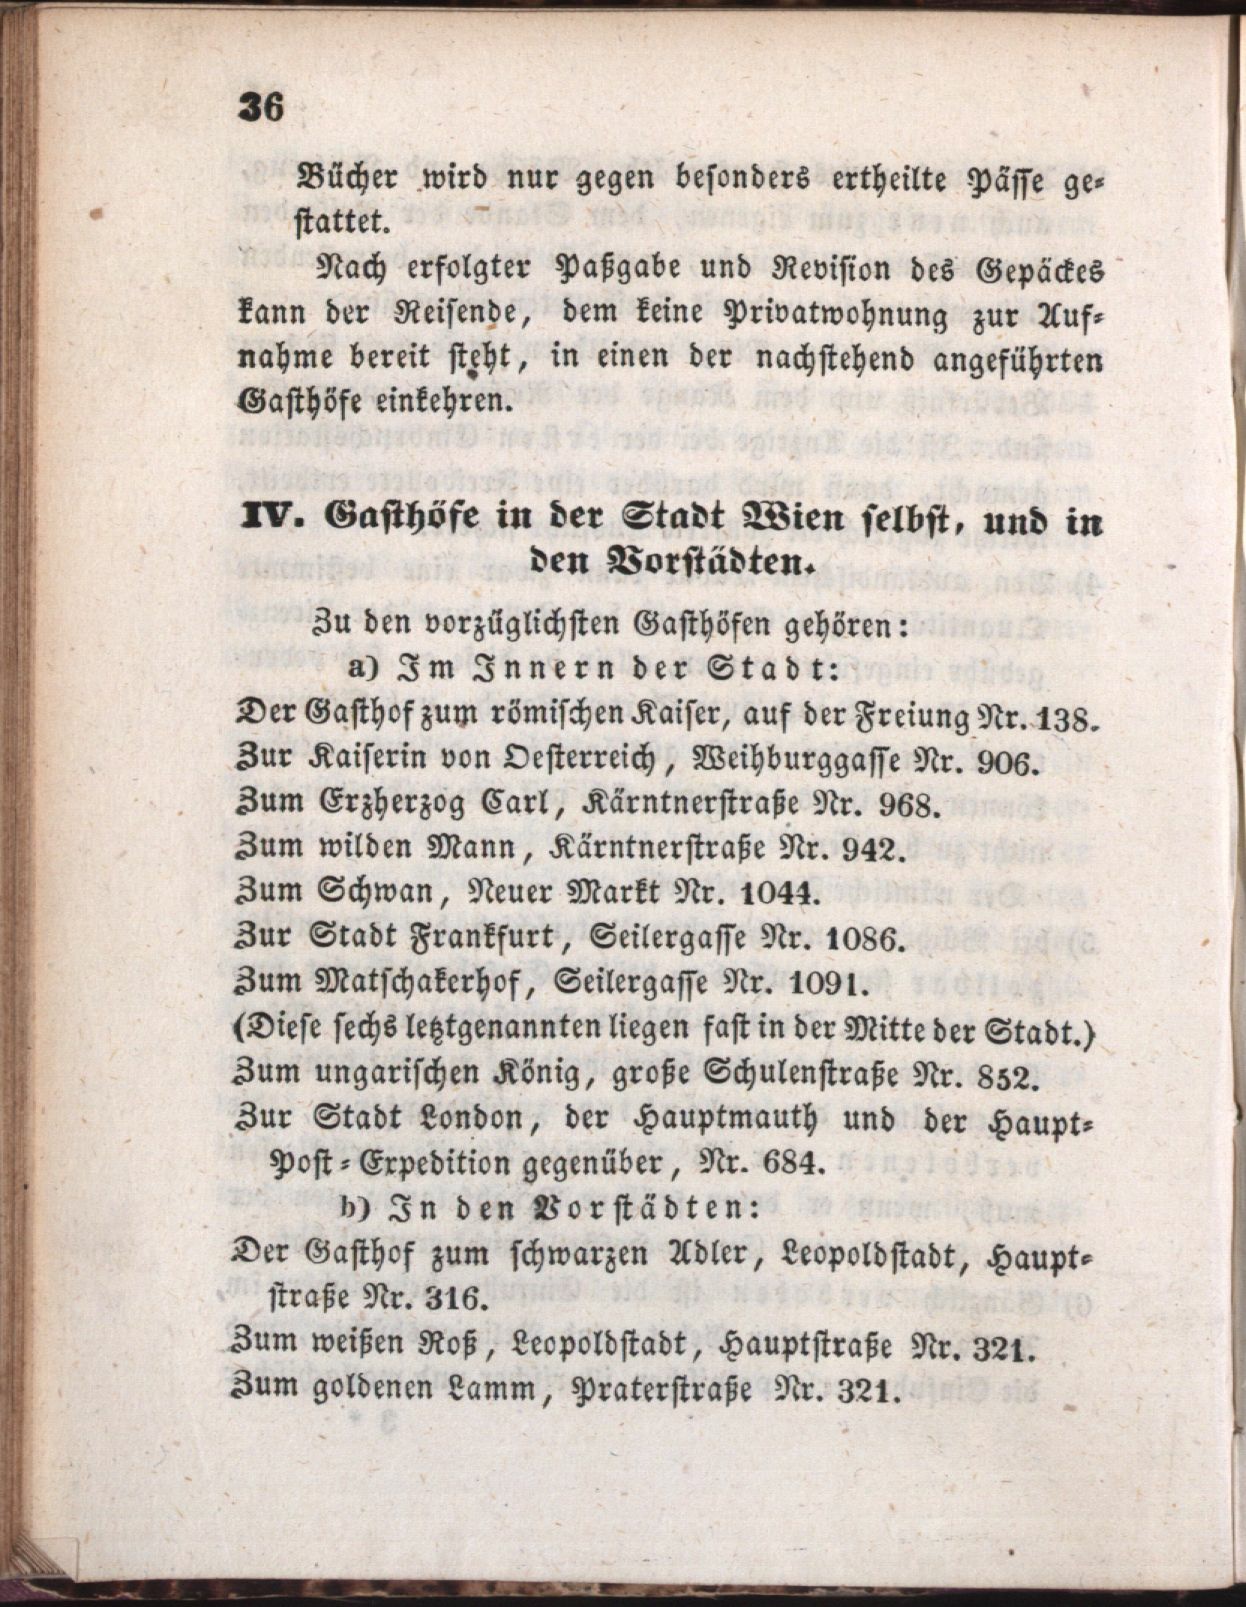 36
Bücher wird nur gegen besonders ertheilte Pässe ge-
stattet.
Nach erfolgter Paßgabe und Revision des Gepäckes
kann der Reisende, dem keine Privatwohnung zur Auf-
nahme bereit steht, in einen der nachstehend angeführten
Gasthöfe einkehren.
IV. Gasthöfe in der Stadt Wien selbst, und in
den Vorstädten.
Zu den vorzüglichsten Gasthöfen gehören:
a) Im Innern der Stadt:
Der Gasthof zum römischen Kaiser, auf der Freiung Nr. 138.
Zur Kaiserin von Oesterreich, Weihburggasse Nr. 906.
Zum Erzherzog Carl, Kärntnerstraße Nr. 968.
Zum wilden Mann, Kärntnerstraße Nr. 942.
Zum Schwan, Neuer Markt Nr. 1044.
Zur Stadt Frankfurt, Seilergasse Nr. 1086.
Zum Matschakerhof, Seilergasse Nr. 1091.
(Diese sechs letztgenannten liegen fast in der Mitte der Stadt.)
Zum ungarischen König, große Schulenstraße Nr. 852.
Zur Stadt London, der Hauptmauth und der Haupt-
Post-Expedition gegenüber, Nr. 684.
b) In den Vorstädten:
Der Gasthof zum schwarzen Adler, Leopoldstadt, Haupt-
straße Nr. 316.
Zum weißen Roß, Leopoldstadt, Hauptstraße Nr. 321.
Zum goldenen Lamm, Praterstraße Nr. 321.